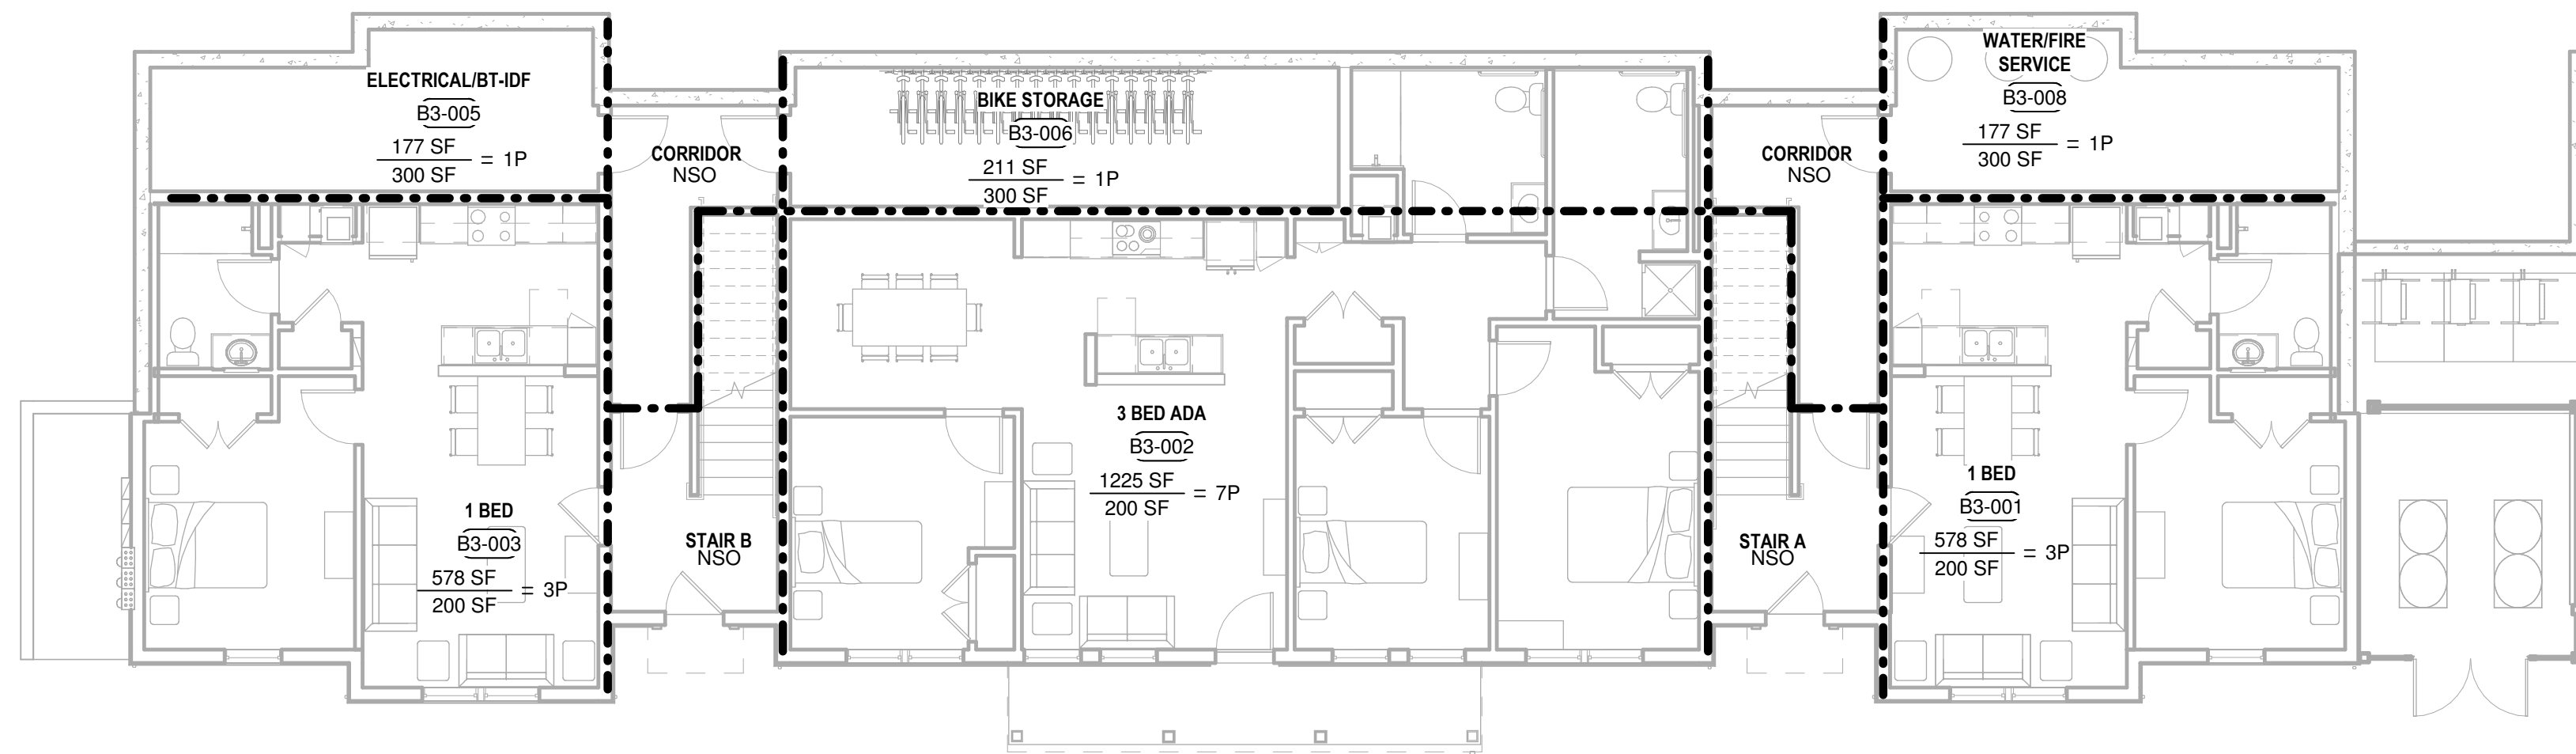 ELECTRICAL/BT-IDF
B3-005
177 SF
300 SF
= 1P
CORRIDOR
NSO
BIKE STORAGE
B3-006
211 SF
300 SF
= 1P
CORRIDOR
NSO
WATER/FIRE
SERVICE
B3-008
177 SF
300 SF
= 1P
1 BED
B3-003
578 SF
200 SF
= 3P
STAIR B
NSO
3 BED ADA
B3-002
1225 SF
200 SF
= 7P
STAIR A
NSO
1 BED
B3-001
578 SF
200 SF
= 3P